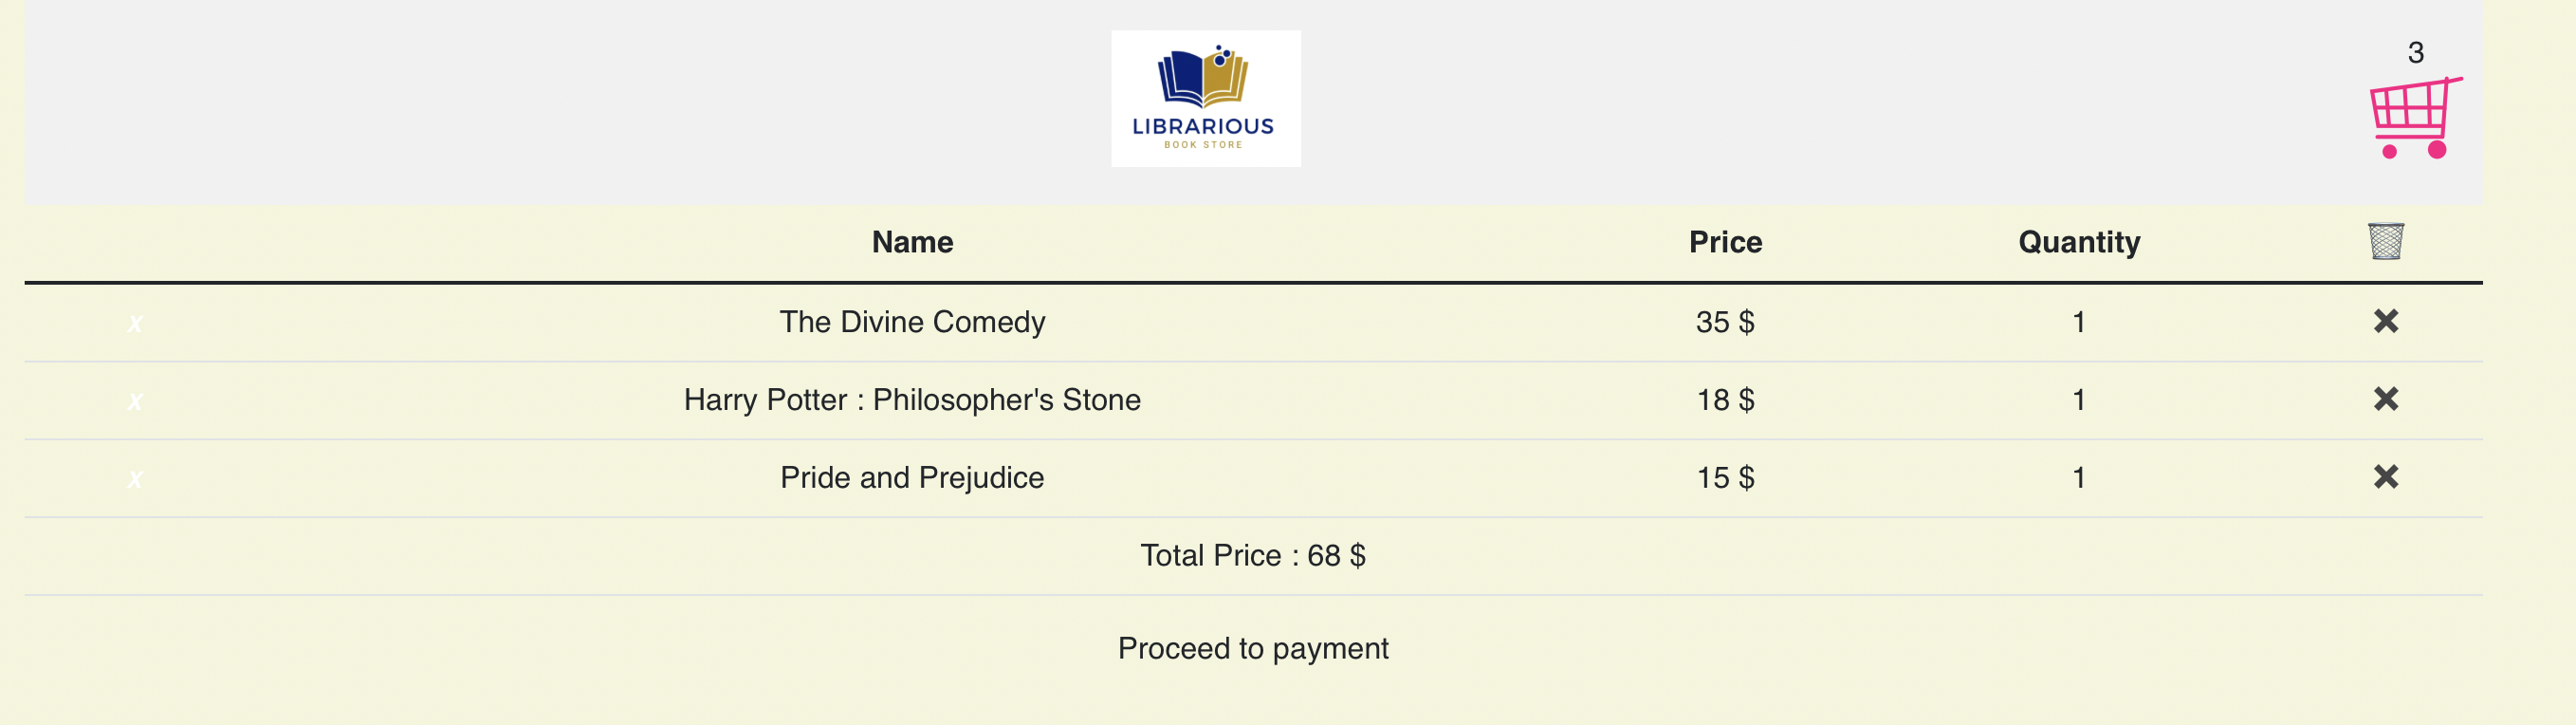 LIBRARIOUS
BOOK STORE
3
Name Price Quantity
x The Divine Comedy 35 $ 1 ✖
x Harry Potter : Philosopher's Stone 18 $ 1 ✖
x Pride and Prejudice 15 $ 1 ✖
Total Price : 68 $
Proceed to payment